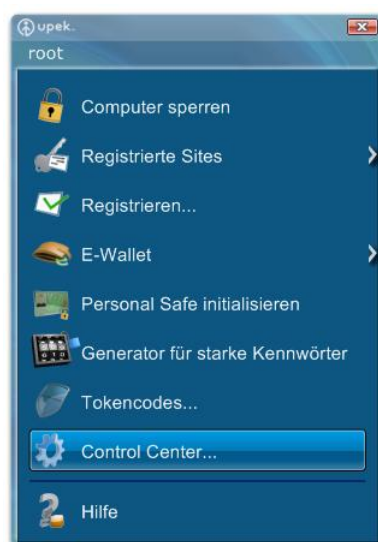 upek.
root
Computer sperren
Registrierte Sites
Registrieren...
E-Wallet
Personal Safe initialisieren
Generator für starke Kennwörter
Tokencodes...
Control Center...
Hilfe